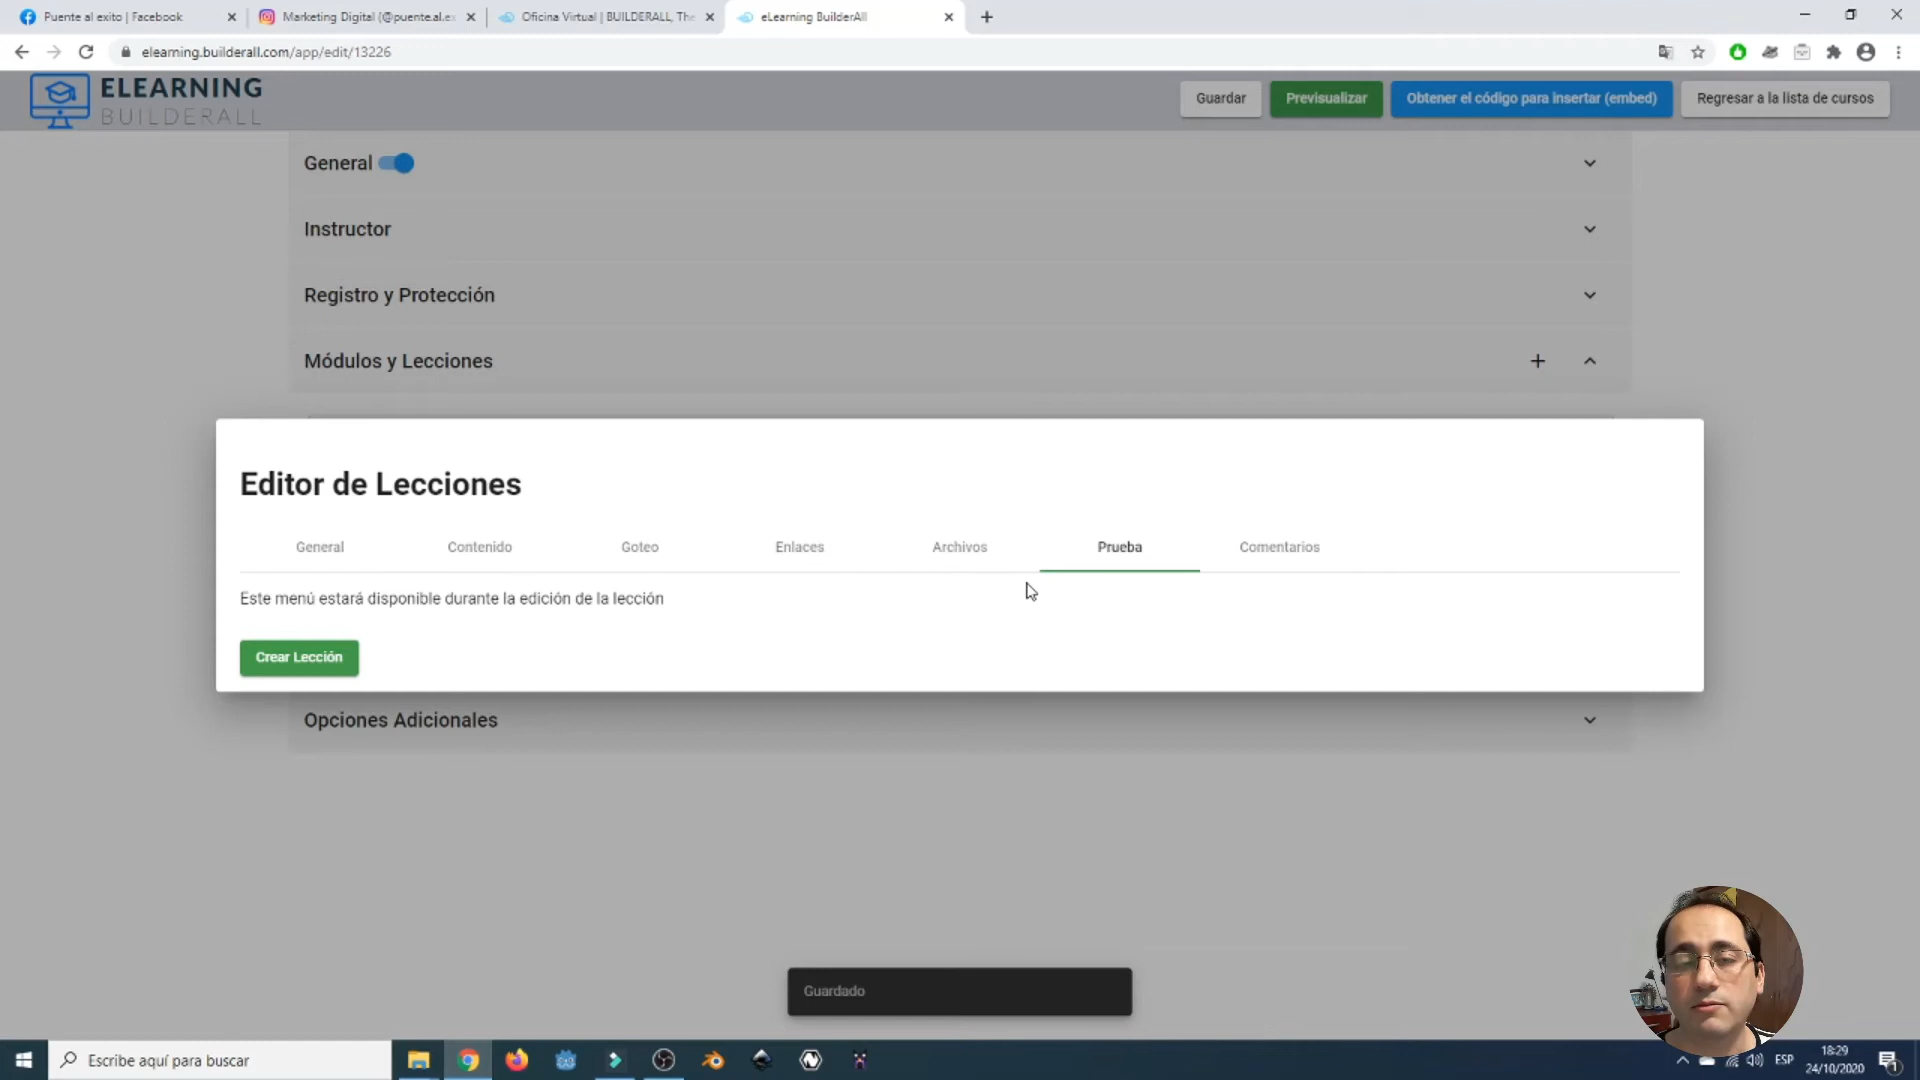 Puente al exito | Facebook
Marketing Digital (@puente.al.ex
Oficina Virtual | BUILDERALL, The
eLearning BuilderAll
elearning.builderall.com/app/edit/13226
ELEARNING
BUILDERALL
Guardar
Previsualizar
Obtener el código para insertar (embed)
Regresar a la lista de cursos
General
Instructor
Registro y Protección
Módulos y Lecciones
Editor de Lecciones
General
Contenido
Goteo
Enlaces
Archivos
Prueba
Comentarios
Este menú estará disponible durante la edición de la lección
Crear Lección
Opciones Adicionales
Guardado
Escribe aquí para buscar
ESP
18:29
24/10/2020
1